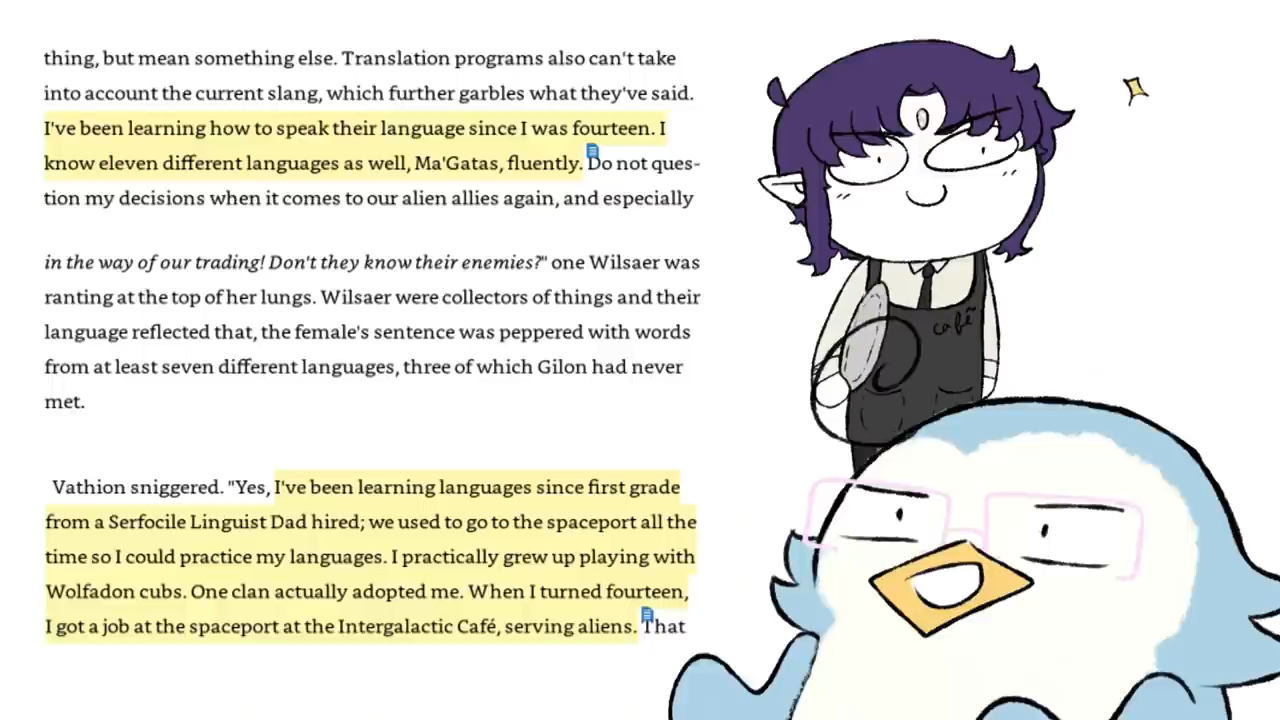 thing, but mean something else. Translation programs also can't take
into account the current slang, which further garbles what they've said.
I've been learning how to speak their language since I was fourteen. I
know eleven different languages as well, Ma'Gatas, fluently. Do not ques-
tion my decisions when it comes to our alien allies again, and especially
in the way of our trading! Don't they know their enemies?" one Wilsaer was
ranting at the top of her lungs. Wilsaer were collectors of things and their
language reflected that, the female's sentence was peppered with words
from at least seven different languages, three of which Gilon had never
met.
Vathion sniggered. "Yes, I've been learning languages since first grade
from a Serfocile Linguist Dad hired; we used to go to the spaceport all the
time so I could practice my languages. I practically grew up playing with
Wolfadon cubs. One clan actually adopted me. When I turned fourteen,
I got a job at the spaceport at the Intergalactic Café, serving aliens. That
café